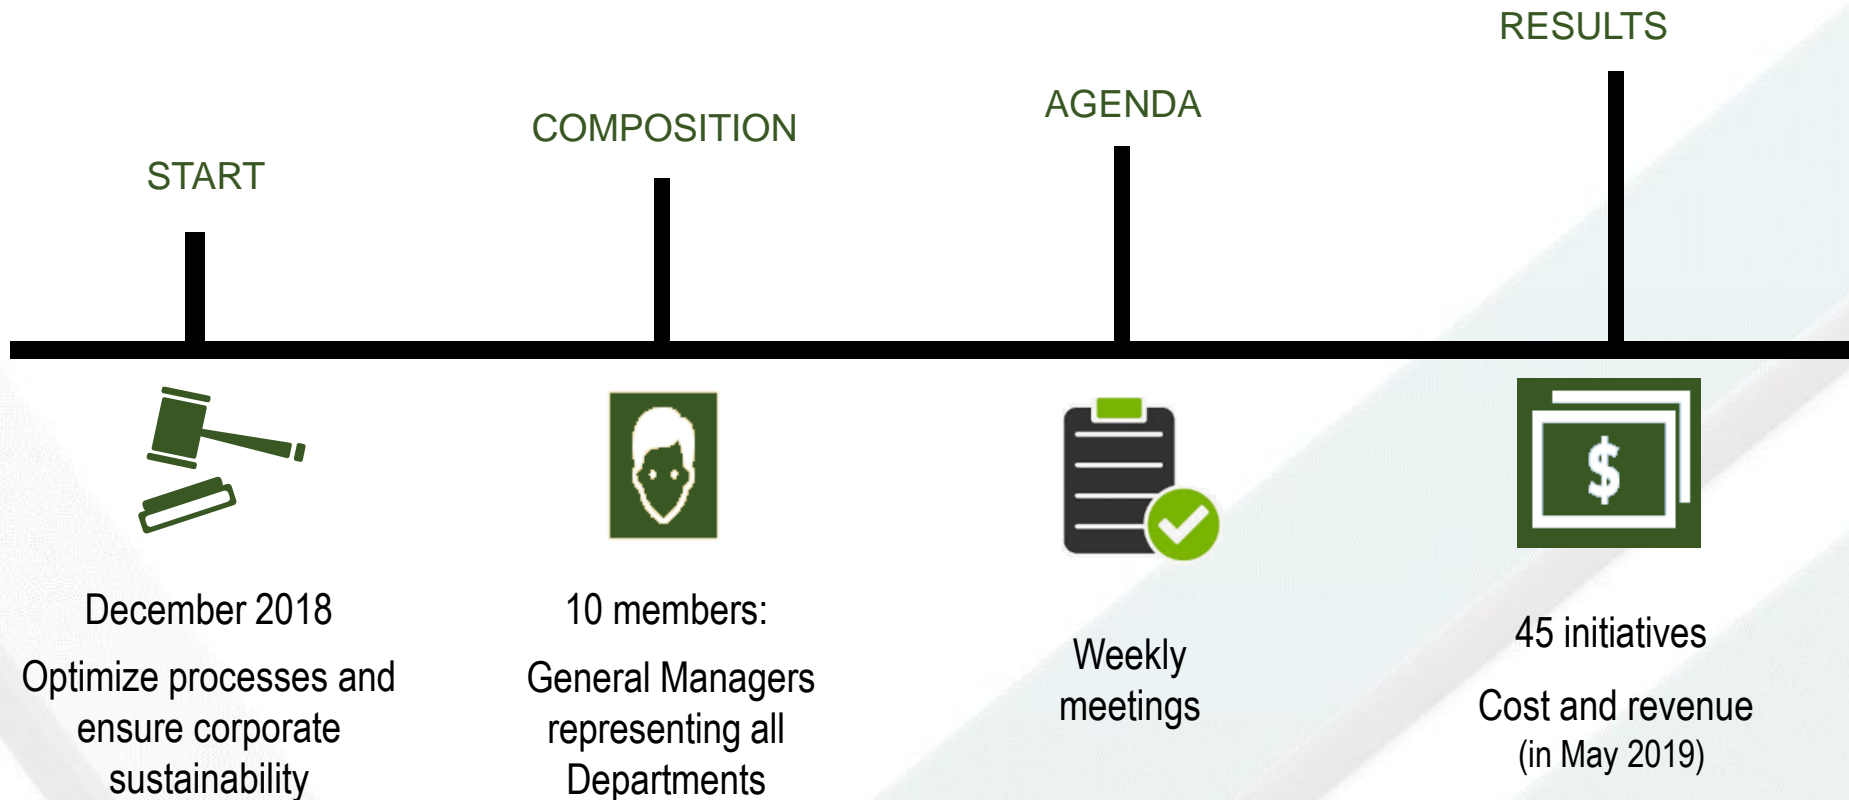 START
December 2018
Optimize processes and
ensure corporate
sustainability
COMPOSITION
10 members:
General Managers
representing all
Departments
AGENDA
Weekly
meetings
RESULTS
$
45 initiatives
Cost and revenue
(in May 2019)